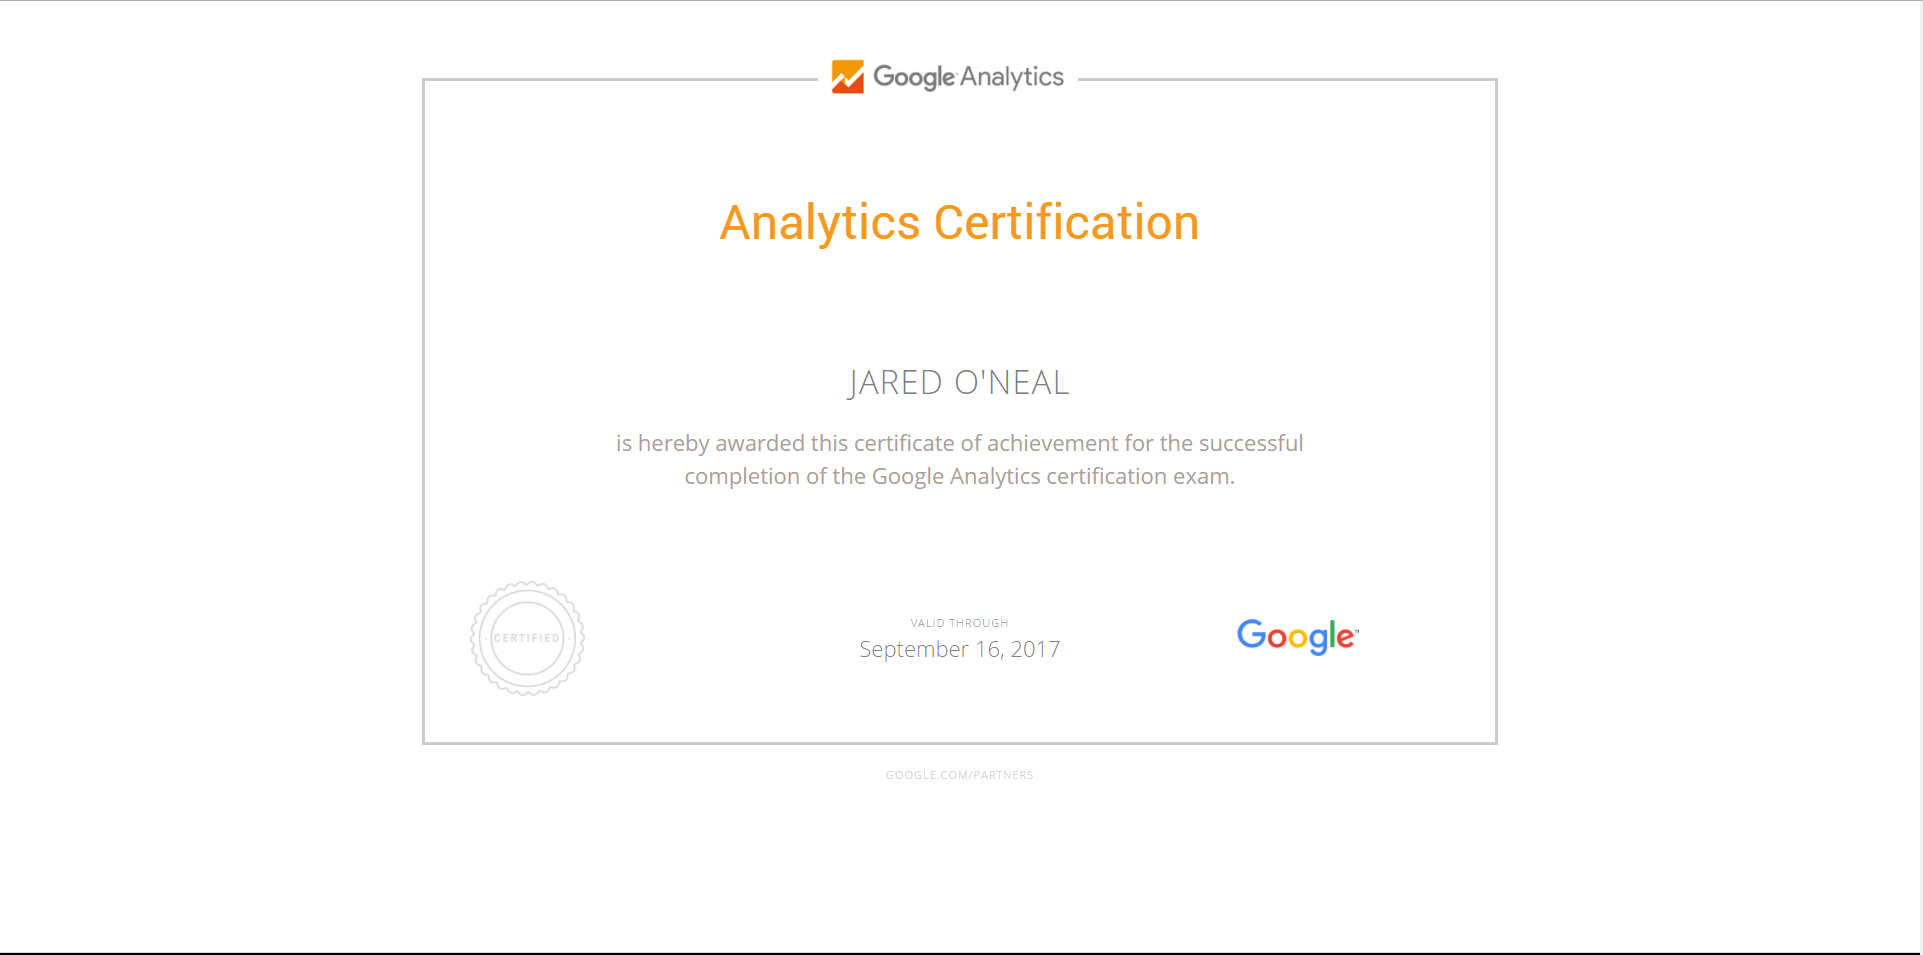 Google Analytics
Analytics Certification
JARED O'NEAL
is hereby awarded this certificate of achievement for the successful
completion of the Google Analytics certification exam.
· CERTIFIED ·
VALID THROUGH
September 16, 2017
Google™
GOOGLE.COM/PARTNERS